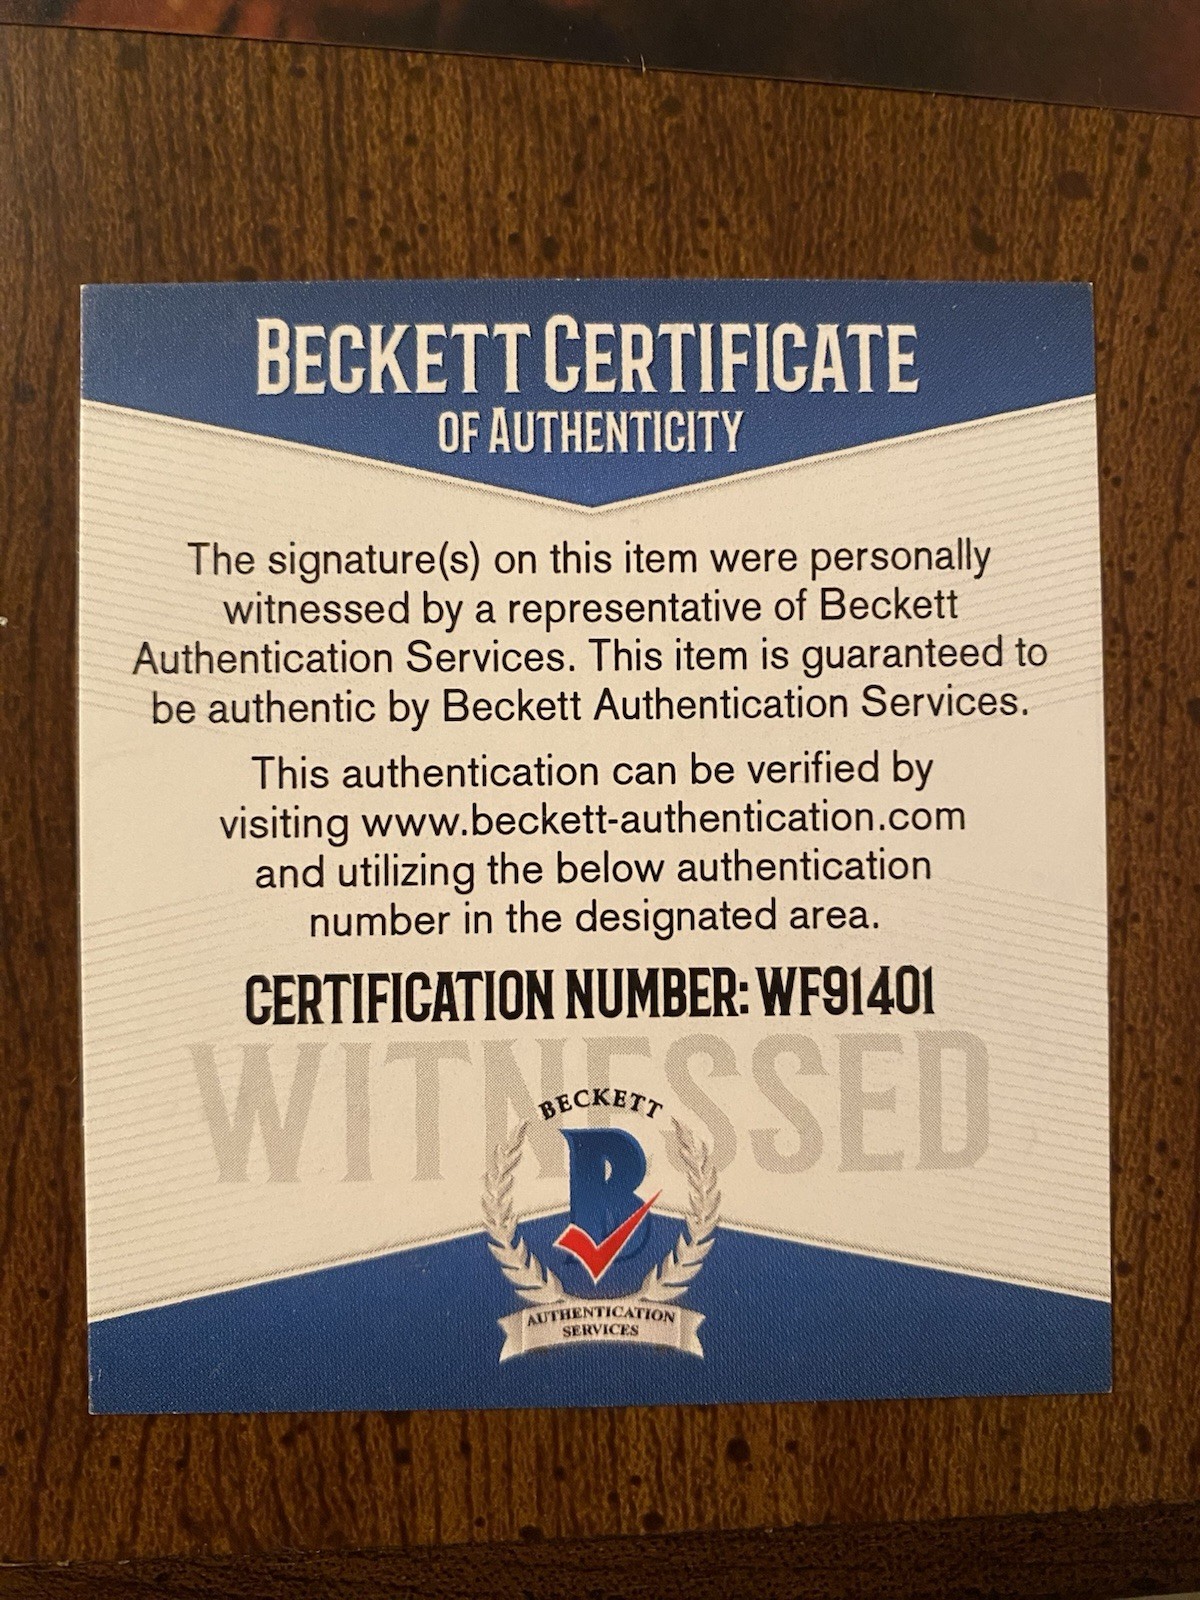 BECKETT CERTIFICATE
OF AUTHENTICITY
The signature(s) on this item were personally
witnessed by a representative of Beckett
Authentication Services. This item is guaranteed to
be authentic by Beckett Authentication Services.
This authentication can be verified by
visiting www.beckett-authentication.com
and utilizing the below authentication
number in the designated area.
CERTIFICATION NUMBER: WF91401
WITNESSED
BECKETT
B
AUTHENTICATION
SERVICES